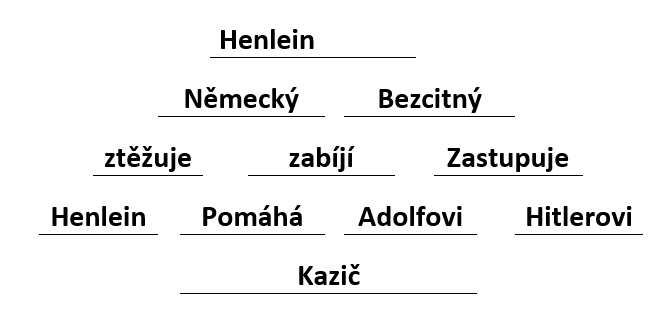 Henlein
Německý Bezcitný
ztěžuje zabíjí Zastupuje
Henlein Pomáhá Adolfovi Hitlerovi
Kazič